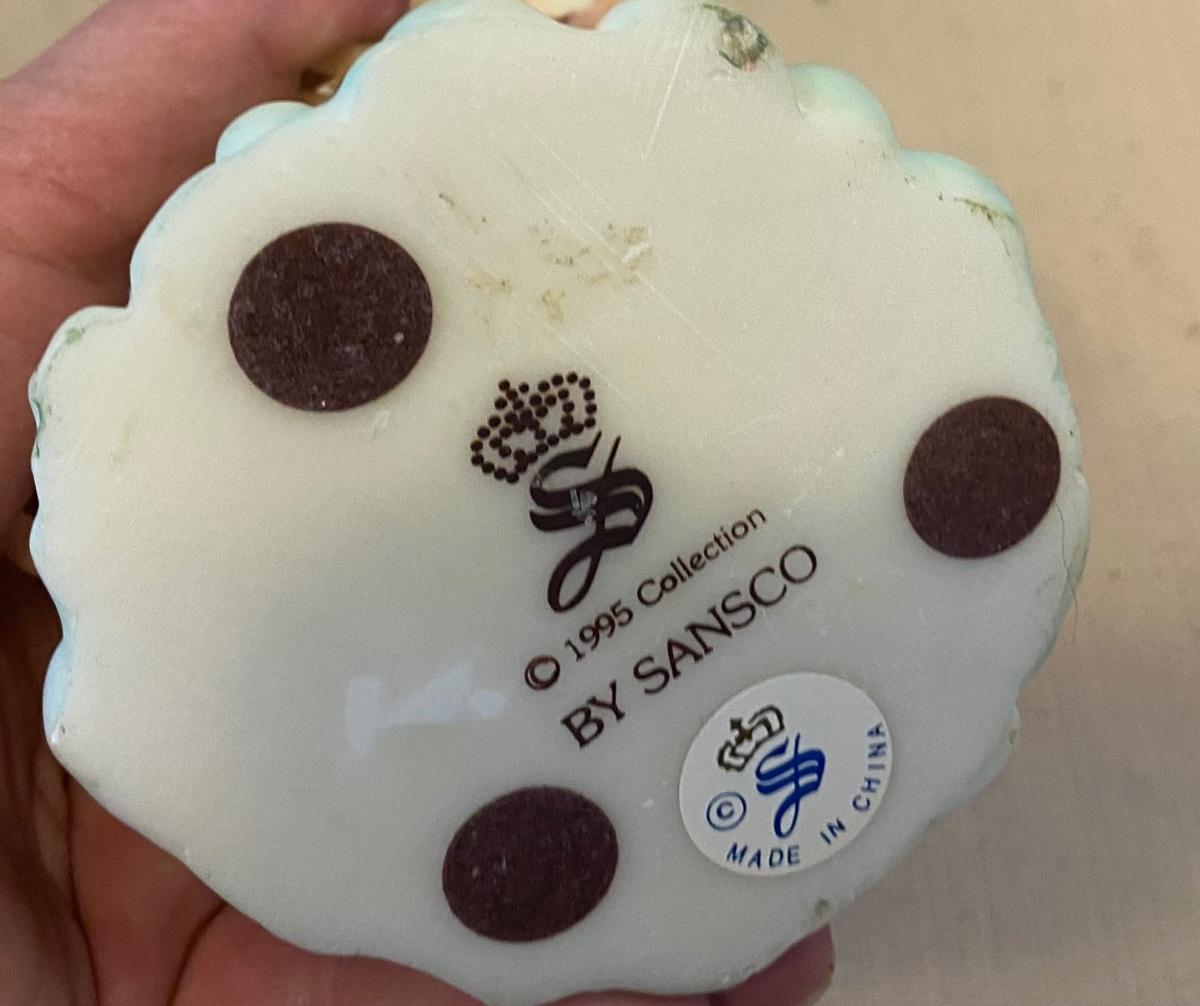 © 1995 Collection
BY SANSCO
S
©
MADE IN CHINA